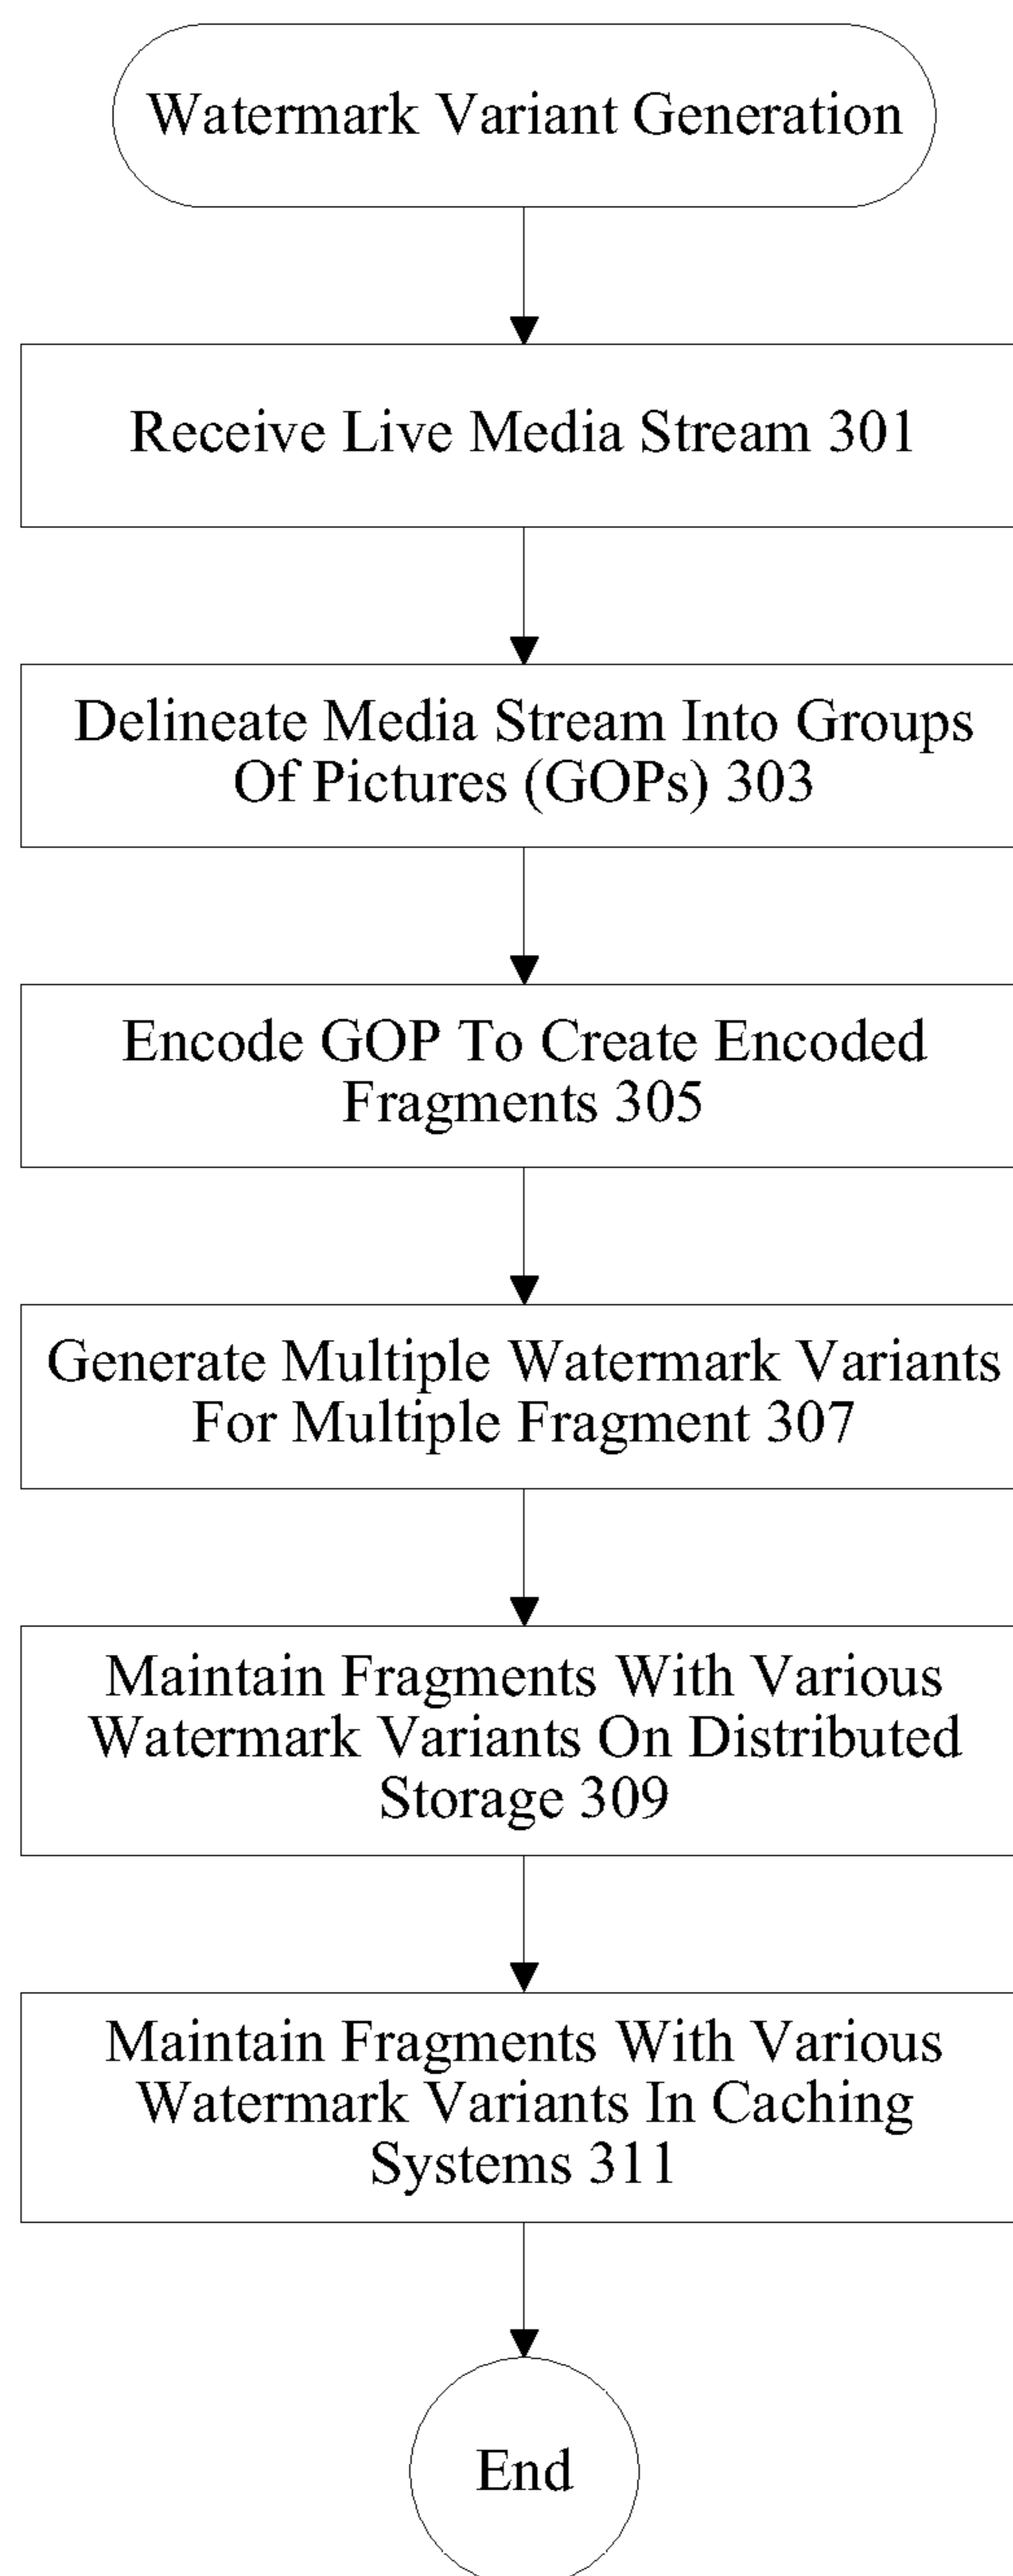 Watermark Variant Generation
Receive Live Media Stream 301
Delineate Media Stream Into Groups
Of Pictures (GOPs) 303
Encode GOP To Create Encoded
Fragments 305
Generate Multiple Watermark Variants
For Multiple Fragment 307
Maintain Fragments With Various
Watermark Variants On Distributed
Storage 309
Maintain Fragments With Various
Watermark Variants In Caching
Systems 311
End